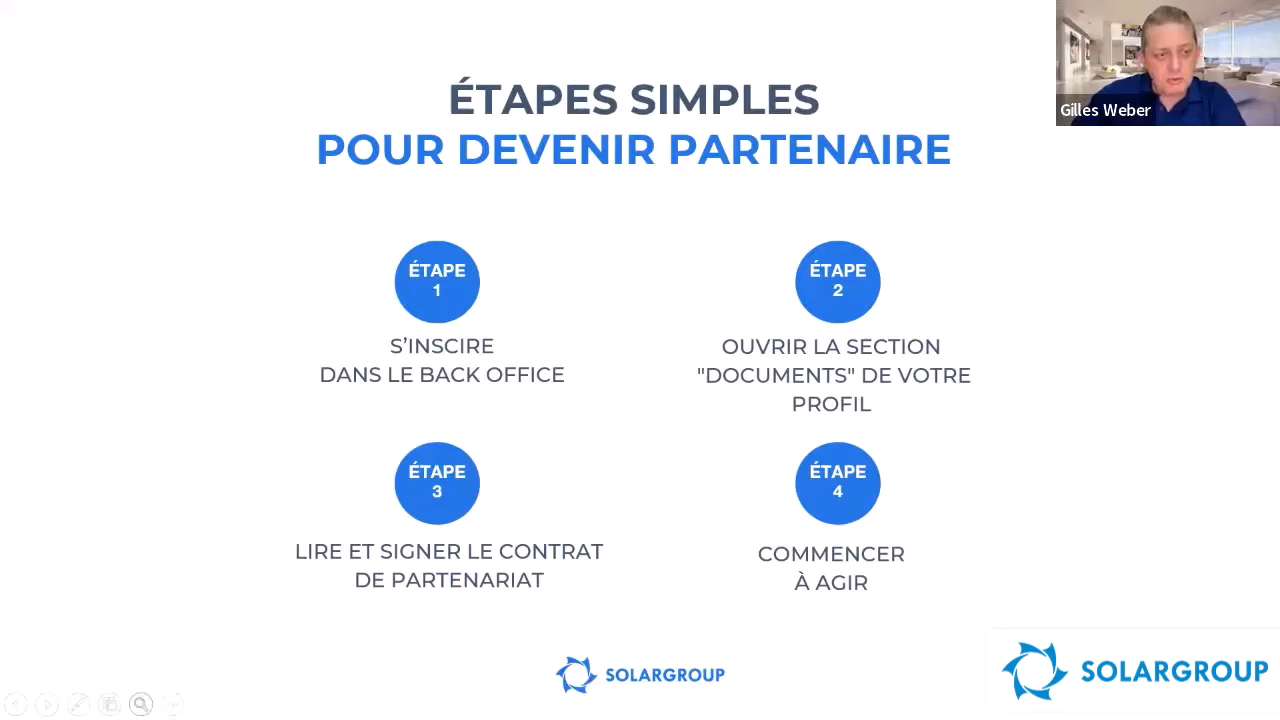 Gilles Weber
ÉTAPES SIMPLES
POUR DEVENIR PARTENAIRE
ÉTAPE
1
S’INSCIRE
DANS LE BACK OFFICE
ÉTAPE
2
OUVRIR LA SECTION
"DOCUMENTS" DE VOTRE
PROFIL
ÉTAPE
3
LIRE ET SIGNER LE CONTRAT
DE PARTENARIAT
ÉTAPE
4
COMMENCER
À AGIR
SOLARGROUP
SOLARGROUP